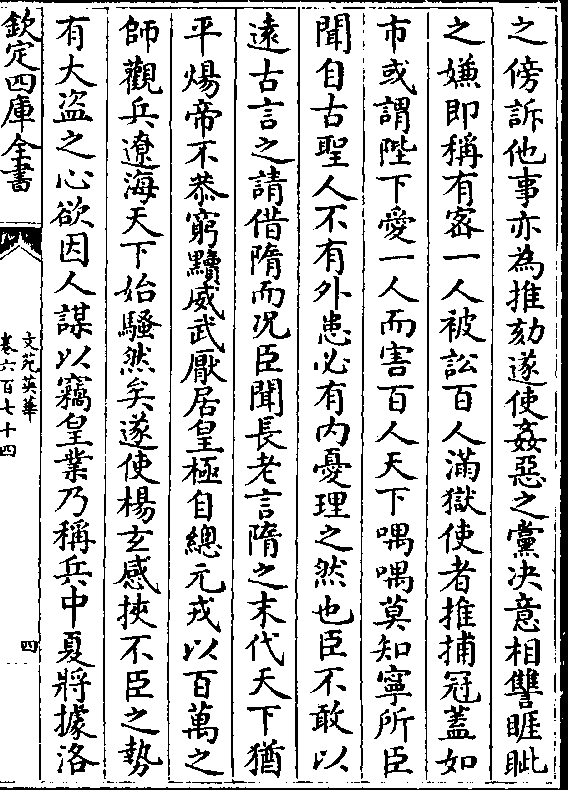 之傍訴他事亦為推劾遂使姦惡之黨決意相讐睚眦
之嫌即稱有宻一人被訟百人滿獄使者推捕冠蓋如
市或謂陛下愛一人而害百人天下喁喁莫知寧所臣
聞自古聖人不有外患必有内憂理之然也臣不敢以
遠古言之請借隋而况臣聞長老言隋之末代天下猶
平煬帝不恭窮黷威武厭居皇極自總元戎以百萬之
師觀兵遼海天下始騷然矣遂使楊玄感挾不臣之勢
有大盜之心欲因人謀以竊皇業乃稱兵中夏將據洛
欽定四庫全書
文苑英華
卷六百七十四
四